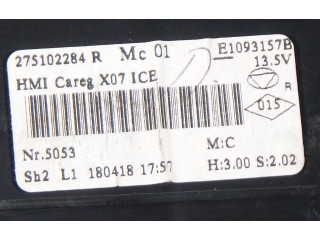 275102284 R Mc 01 E1093157B
13.5V
HMI Careg X07 ICE
R
015
Nr.5053 M:C
Sh2 L1 180418 17:57 H:3.00 S:2.02